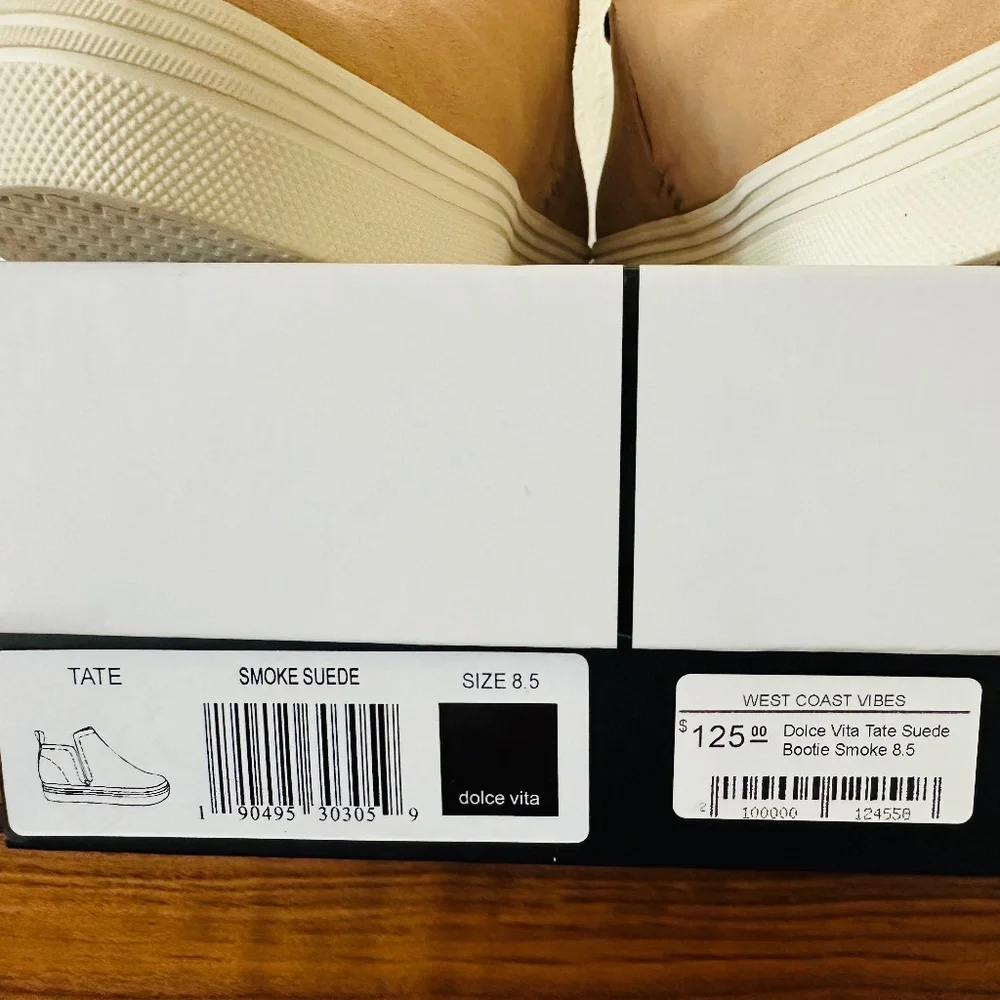 TATE
SMOKE SUEDE
SIZE 8.5
1 90495 30305 9
dolce vita
WEST COAST VIBES
$125.00 Dolce Vita Tate Suede
Bootie Smoke 8.5
2 100000 124558